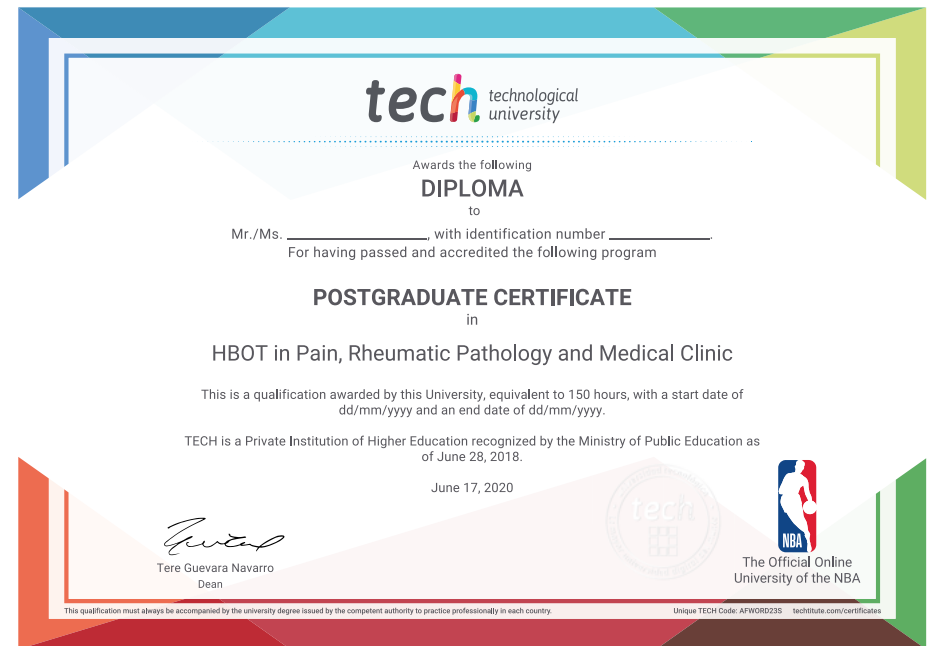 tech technological
university
Awards the following
DIPLOMA
to
Mr./Ms. ________________, with identification number ____________.
For having passed and accredited the following program
POSTGRADUATE CERTIFICATE
in
HBOT in Pain, Rheumatic Pathology and Medical Clinic
This is a qualification awarded by this University, equivalent to 150 hours, with a start date of
dd/mm/yyyy and an end date of dd/mm/yyyy.
TECH is a Private Institution of Higher Education recognized by the Ministry of Public Education as
of June 28, 2018.
June 17, 2020
tech
NBA
Tere Guevara Navarro
Dean
The Official Online
University of the NBA
This qualification must always be accompanied by the university degree issued by the competent authority to practice professionally in each country.
Unique TECH Code: AFWORD23S techtitute.com/certificates